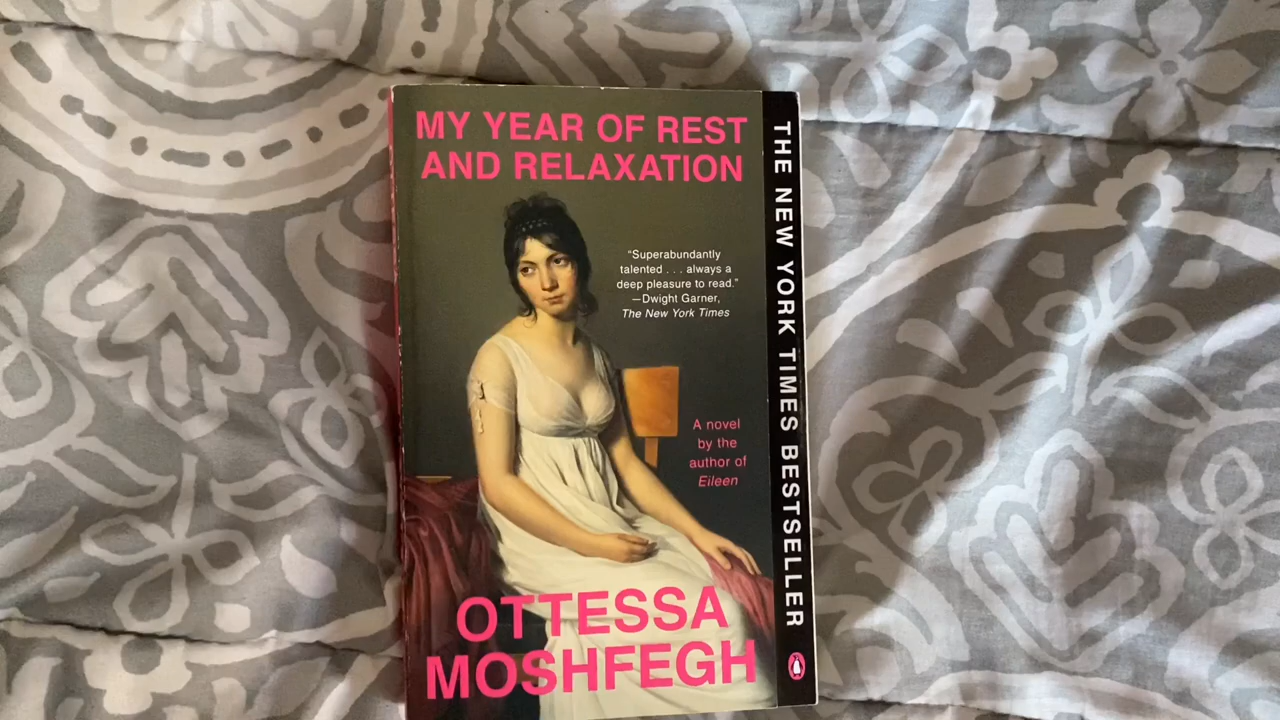 MY YEAR OF REST
AND RELAXATION
"Superabundantly
talented . . . always a
deep pleasure to read."
—Dwight Garner,
The New York Times
A novel
by the
author of
Eileen
OTTESSA
MOSHFEGH
THE NEW YORK TIMES BESTSELLER